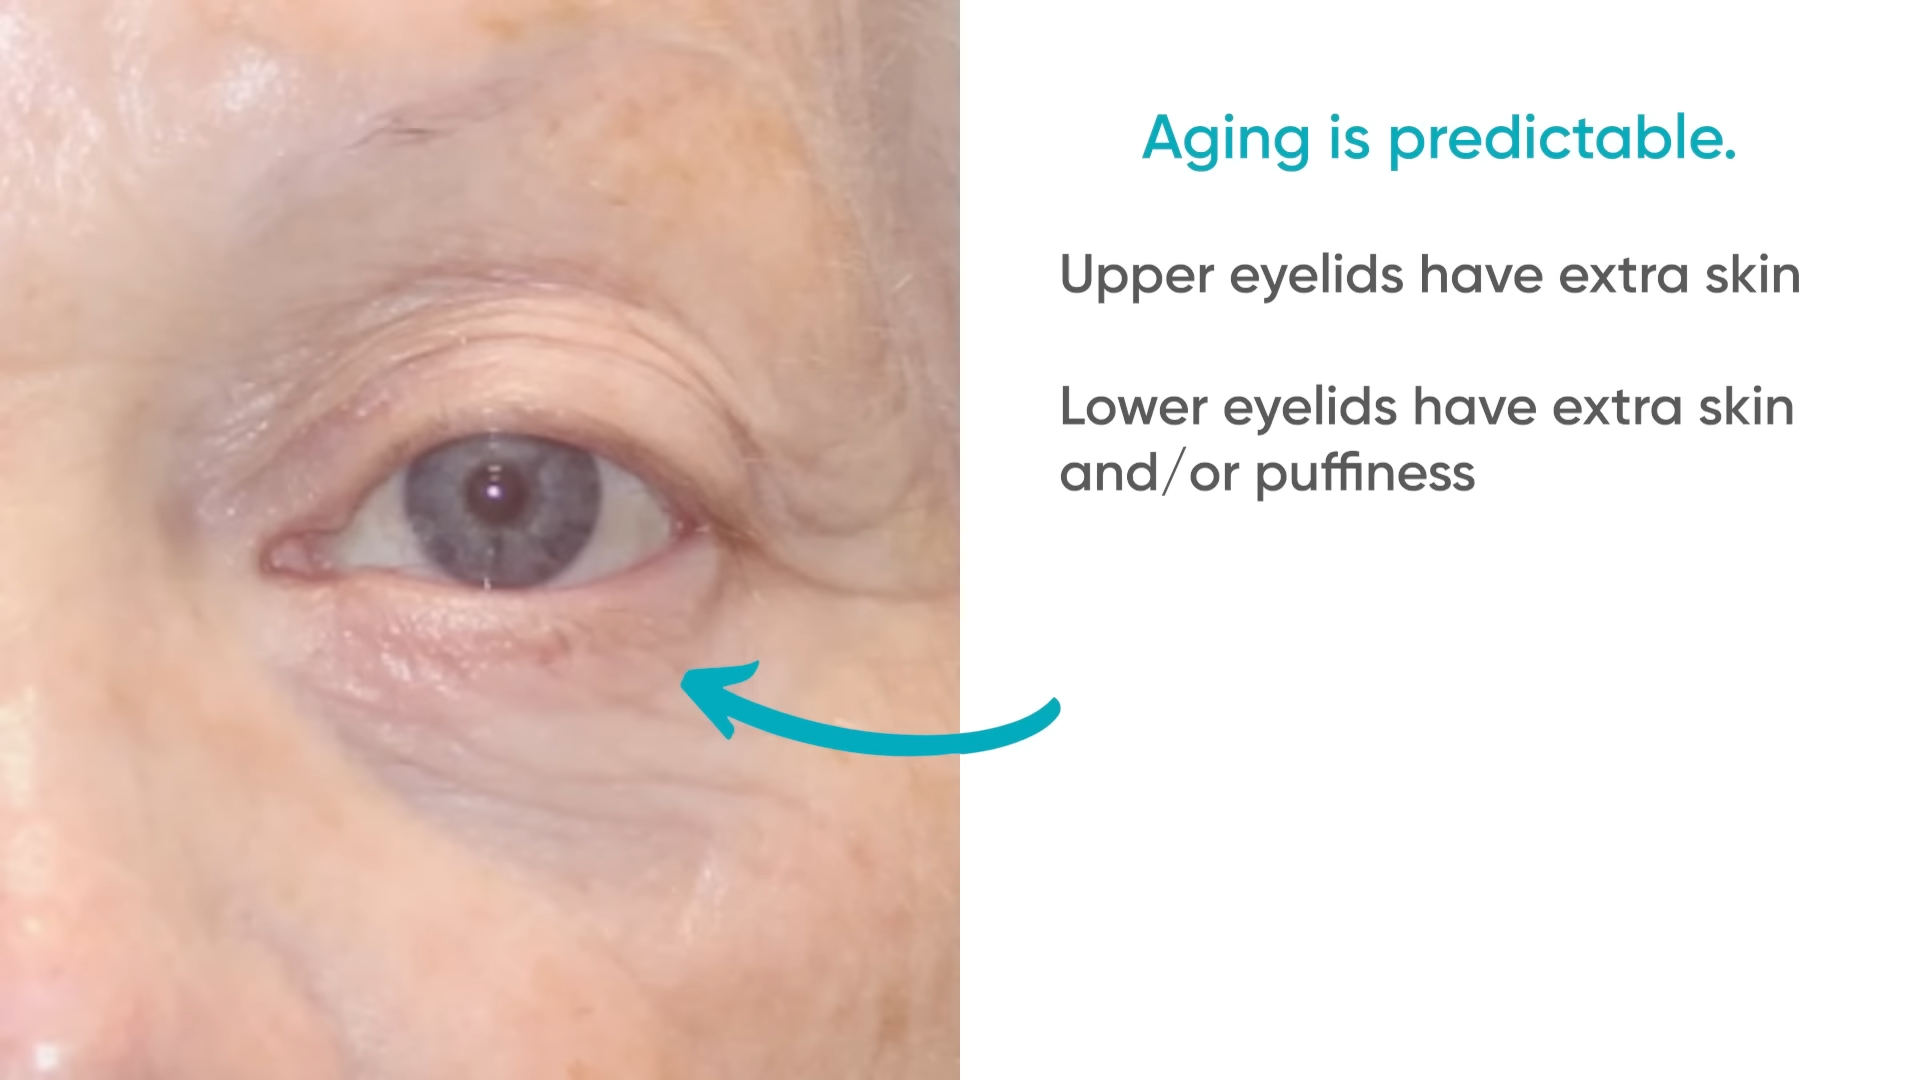 Aging is predictable.
Upper eyelids have extra skin
Lower eyelids have extra skin
and/or puffiness